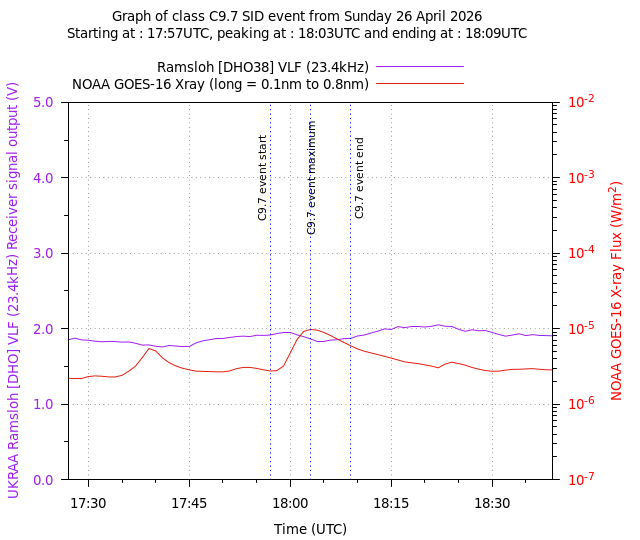 Graph of class C9.7 SID event from Sunday 26 April 2026
Starting at : 17:57UTC, peaking at : 18:03UTC and ending at : 18:09UTC
Ramsloh [DHO38] VLF (23.4kHz)
NOAA GOES-16 Xray (long = 0.1nm to 0.8nm)
UKRAA Ramsloh [DHO] VLF (23.4kHz) Receiver signal output (V)
5.0
4.0
3.0
2.0
1.0
0.0
C9.7 event start
C9.7 event maximum
C9.7 event end
10-2
10-3
10-4
10-5
10-6
10-7
NOAA GOES-16 X-ray Flux (W/m2)
17:30 17:45 18:00 18:15 18:30
Time (UTC)